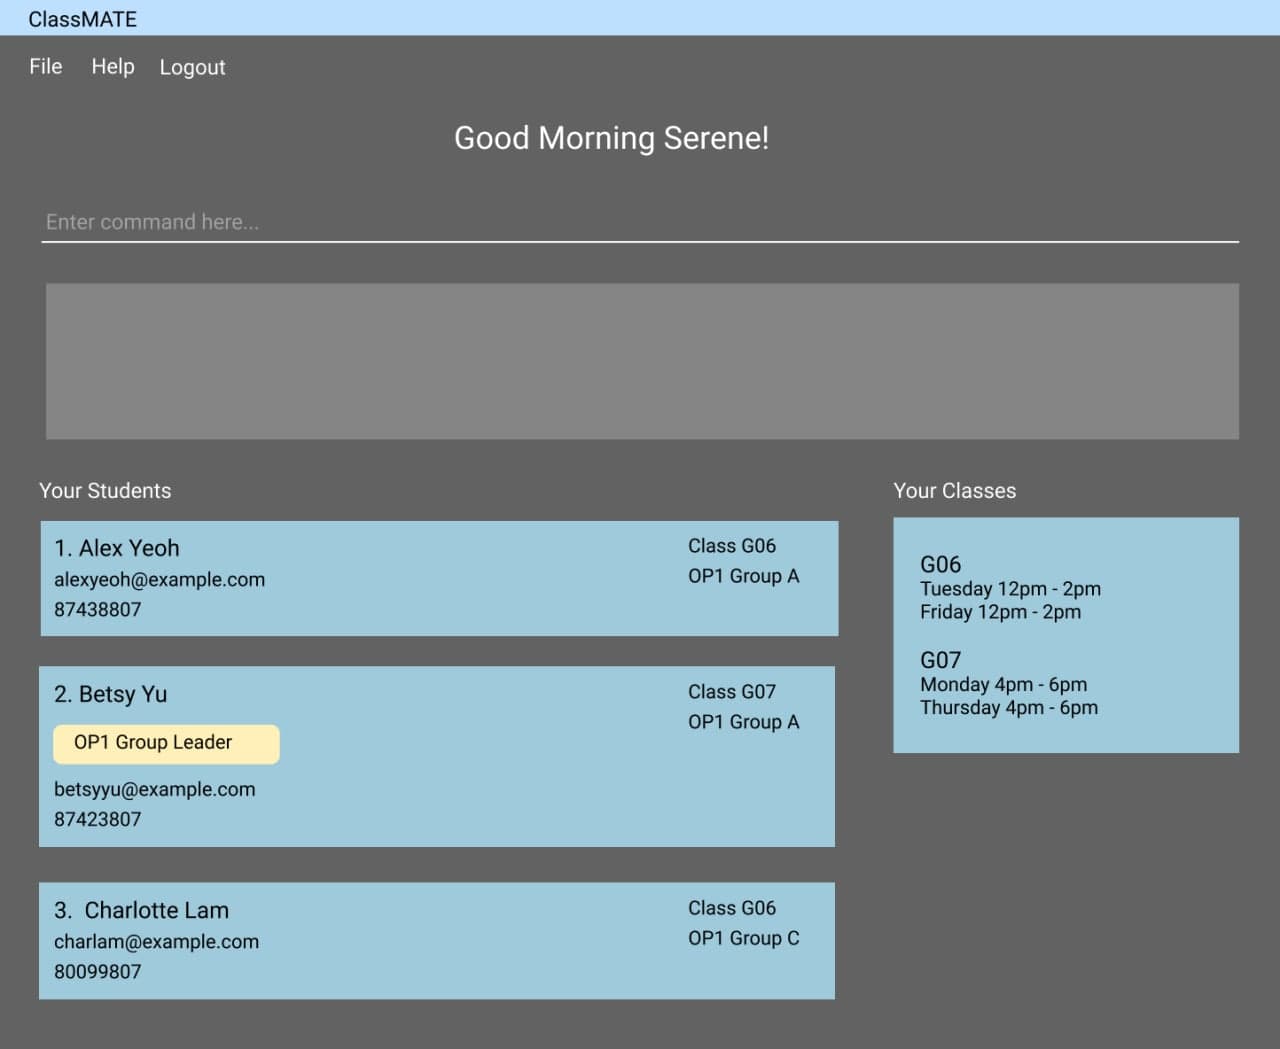 ClassMATE
File Help Logout
Good Morning Serene!
Enter command here...
Your Students
1. Alex Yeoh
alexyeoh@example.com
87438807
Class G06
OP1 Group A
2. Betsy Yu
OP1 Group Leader
betsyyu@example.com
87423807
Class G07
OP1 Group A
3. Charlotte Lam
charlam@example.com
80099807
Class G06
OP1 Group C
Your Classes
G06
Tuesday 12pm - 2pm
Friday 12pm - 2pm
G07
Monday 4pm - 6pm
Thursday 4pm - 6pm